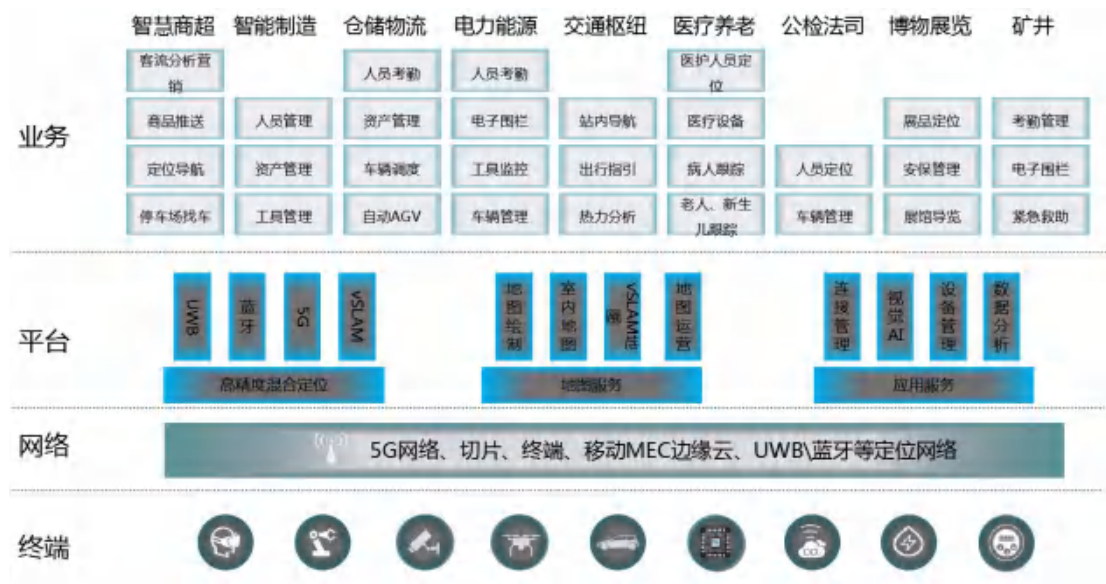 智慧商超 智能制造 仓储物流 电力能源 交通枢纽 医疗养老 公检法司 博物展览 矿井
业务
客流分析营
销
人员考勤 人员考勤
医护人员定
位
商品推送 人员管理 资产管理 电子围栏 站内导航 医疗设备 展品定位 考勤管理
定位导航 资产管理 车辆调度 工具监控 出行指引 病人跟踪 人员定位 安保管理 电子围栏
停车场找车 工具管理 自动AGV 车辆管理 热力分析
老人、新生
儿跟踪
车辆管理 展馆导览 紧急救助
平台
UWB 蓝牙 5G vSLAM
高精度混合定位
地图绘制 室内地图 vSLAM地图 地图运营
地图服务
连接管理 视觉AI 设备管理 数据分析
应用服务
网络
5G网络、切片、终端、移动MEC边缘云、UWB\蓝牙等定位网络
终端